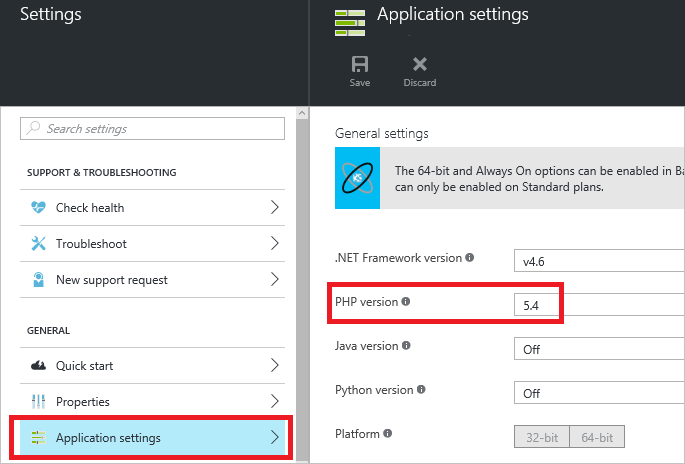 Settings
Search settings
SUPPORT & TROUBLESHOOTING
Check health
Troubleshoot
New support request
GENERAL
Quick start
Properties
Application settings
Application settings
Save Discard
General settings
The 64-bit and Always On options can be enabled in Ba
can only be enabled on Standard plans.
.NET Framework version v4.6
PHP version 5.4
Java version Off
Python version Off
Platform 32-bit 64-bit